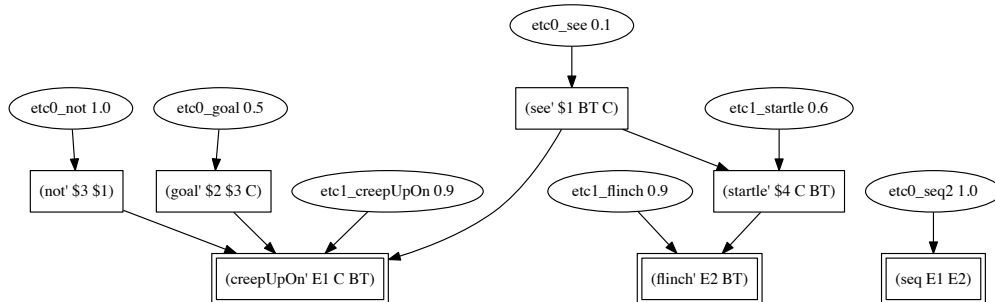 etc0_see 0.1
etc0_not 1.0
etc0_goal 0.5
(see' $1 BT C)
etc1_startle 0.6
(not' $3 $1)
(goal' $2 $3 C)
etc1_creepUpOn 0.9
etc1_flinch 0.9
(startle' $4 C BT)
etc0_seq2 1.0
(creepUpOn' E1 C BT)
(flinch' E2 BT)
(seq E1 E2)